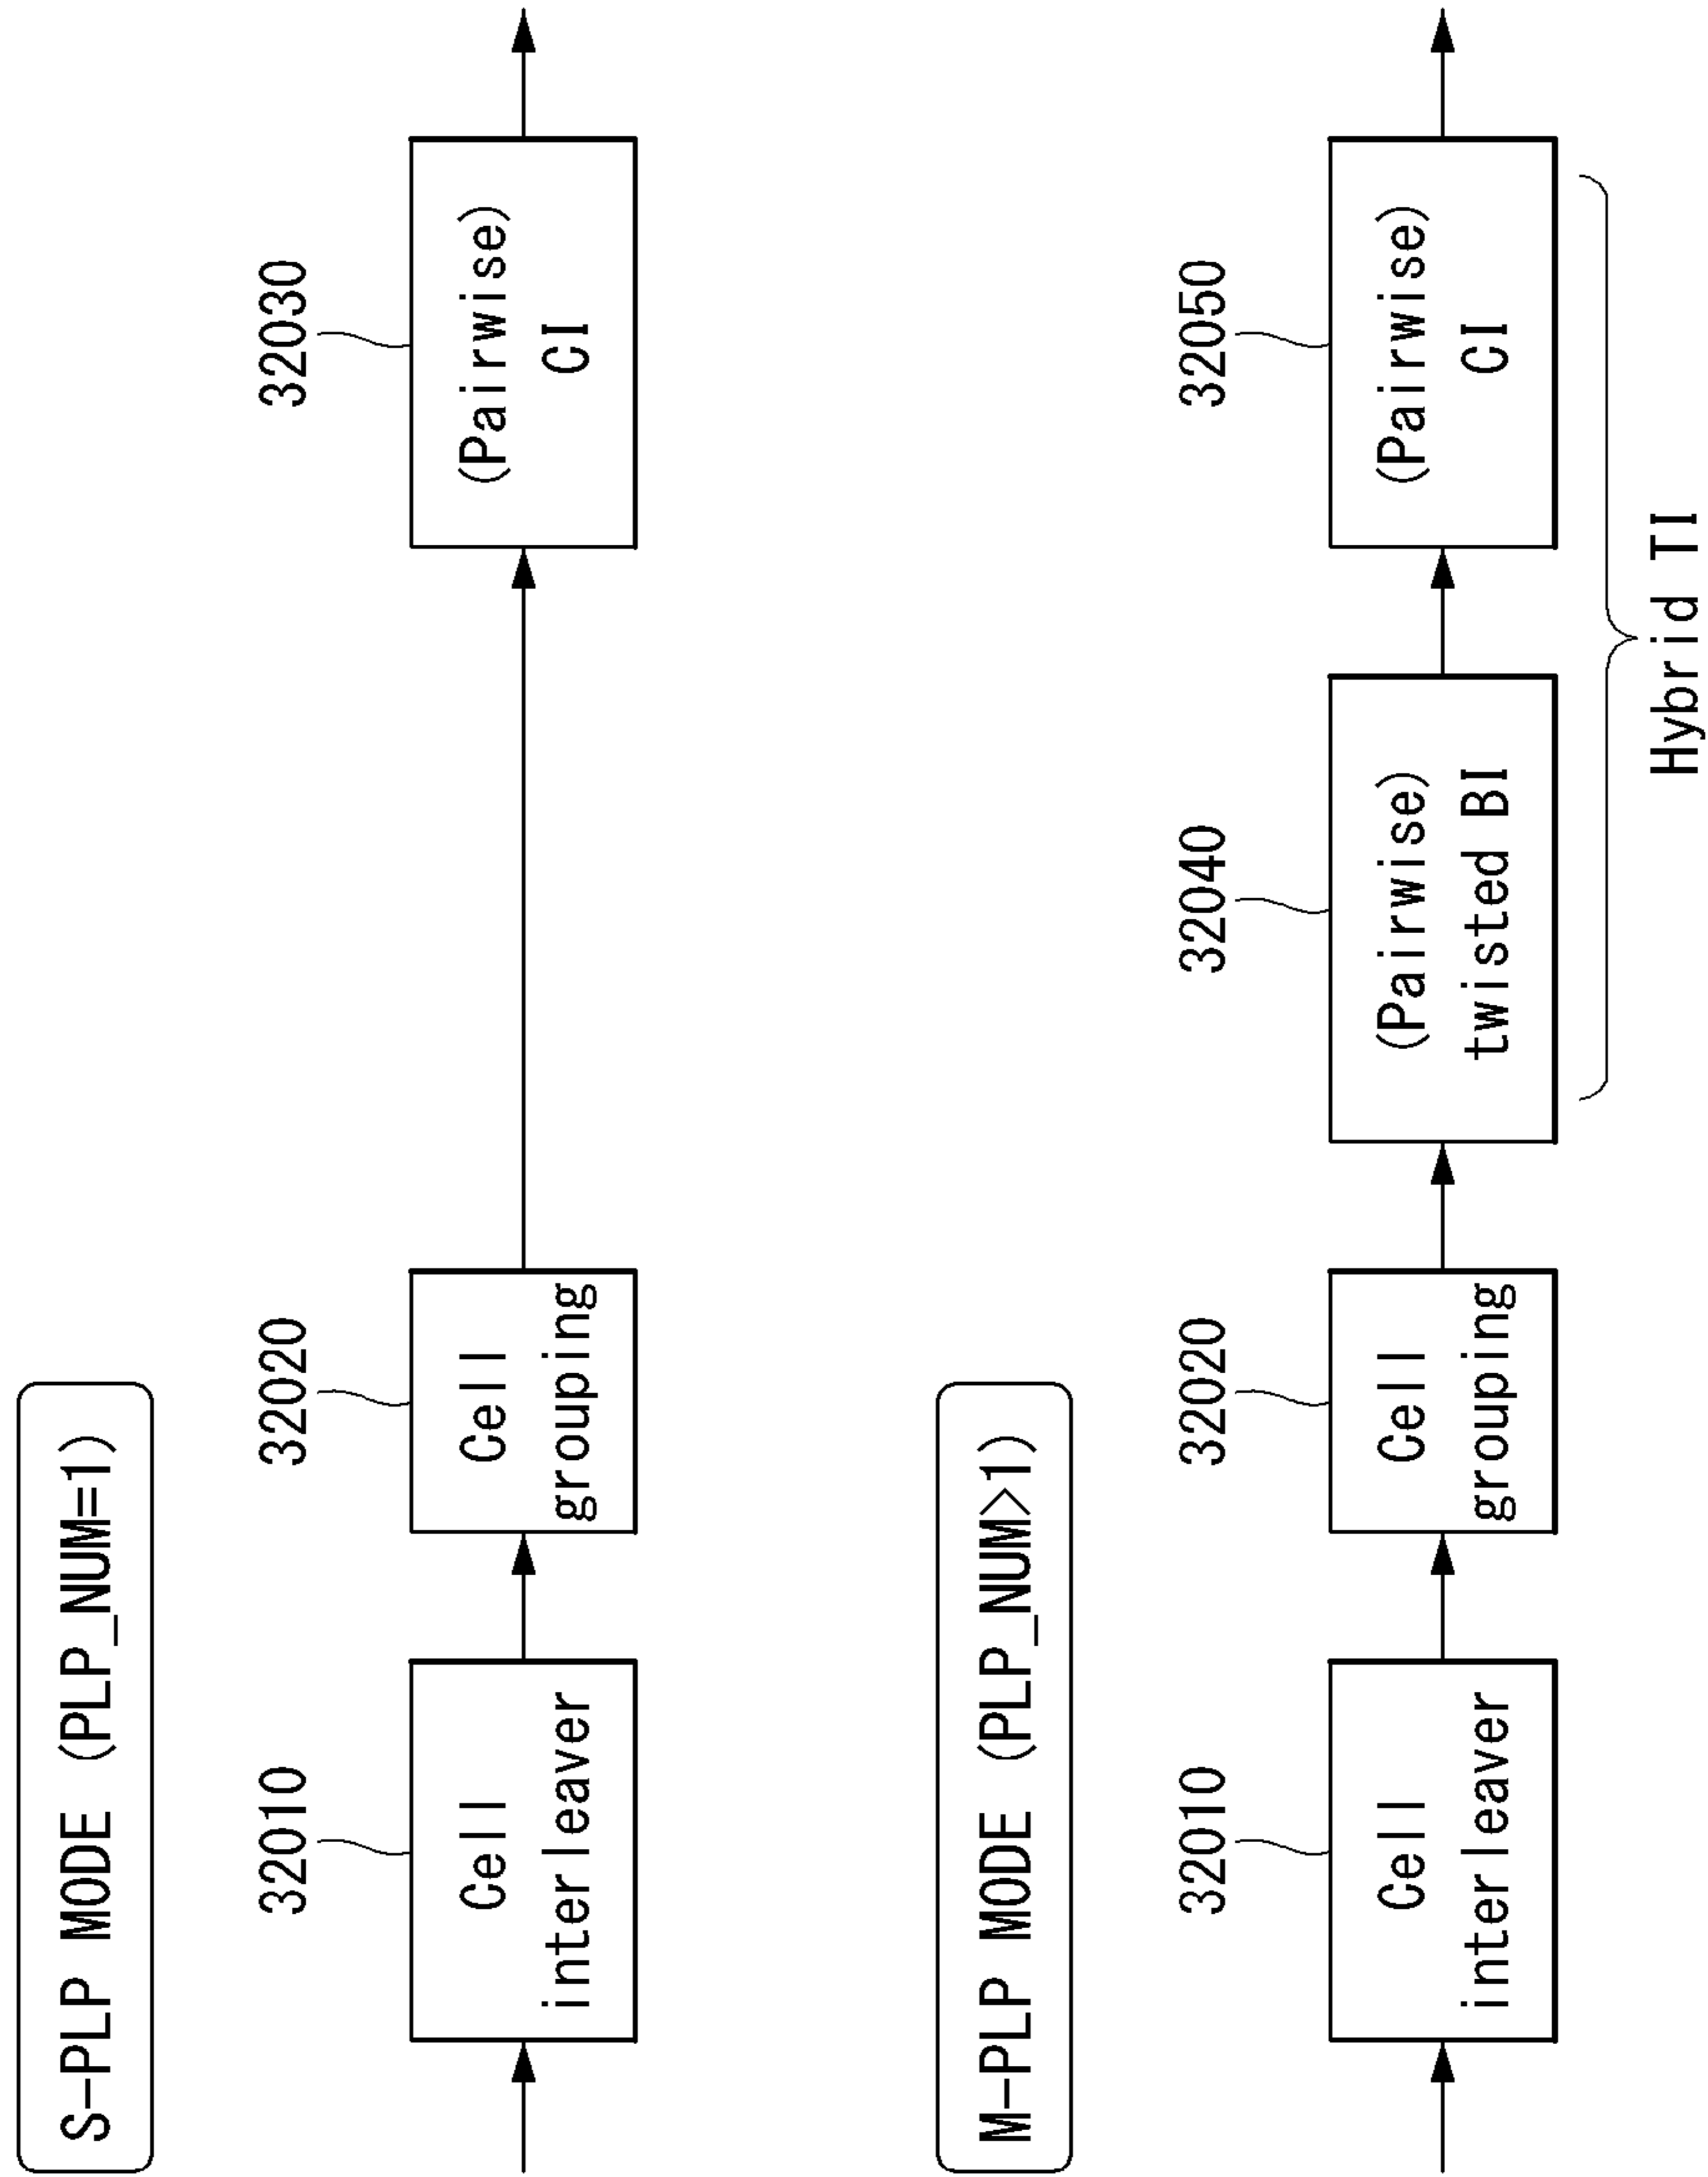 S-PLP MODE (PLP_NUM=1)
32010
32020
32030
Cell
interleaver
Cell
grouping
(Pairwise)
CI
M-PLP MODE (PLP_NUM>1)
32010
32020
32040
32050
Cell
interleaver
Cell
grouping
(Pairwise)
twisted BI
(Pairwise)
CI
Hybrid TI